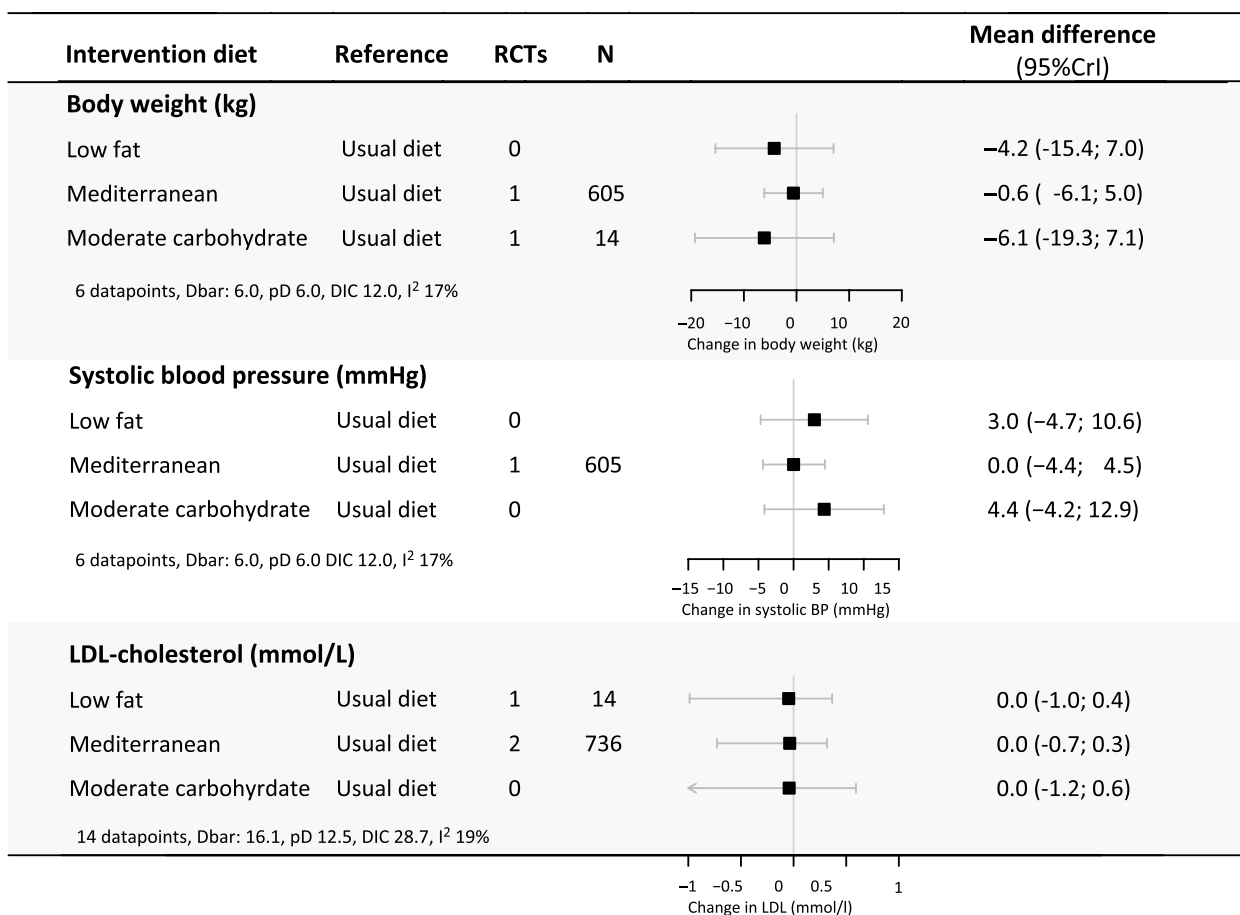 Intervention diet Reference RCTs N Mean difference
(95%CrI)
Body weight (kg)
Low fat Usual diet 0 −4.2 (-15.4; 7.0)
Mediterranean Usual diet 1 605 −0.6 ( -6.1; 5.0)
Moderate carbohydrate Usual diet 1 14 −6.1 (-19.3; 7.1)
6 datapoints, Dbar: 6.0, pD 6.0, DIC 12.0, I² 17%
−20 −10 0 10 20
Change in body weight (kg)
Systolic blood pressure (mmHg)
Low fat Usual diet 0 3.0 (−4.7; 10.6)
Mediterranean Usual diet 1 605 0.0 (−4.4; 4.5)
Moderate carbohydrate Usual diet 0 4.4 (−4.2; 12.9)
6 datapoints, Dbar: 6.0, pD 6.0 DIC 12.0, I² 17%
−15 −10 −5 0 5 10 15
Change in systolic BP (mmHg)
LDL-cholesterol (mmol/L)
Low fat Usual diet 1 14 0.0 (-1.0; 0.4)
Mediterranean Usual diet 2 736 0.0 (-0.7; 0.3)
Moderate carbohyrdate Usual diet 0 0.0 (-1.2; 0.6)
14 datapoints, Dbar: 16.1, pD 12.5, DIC 28.7, I² 19%
−1 −0.5 0 0.5 1
Change in LDL (mmol/l)